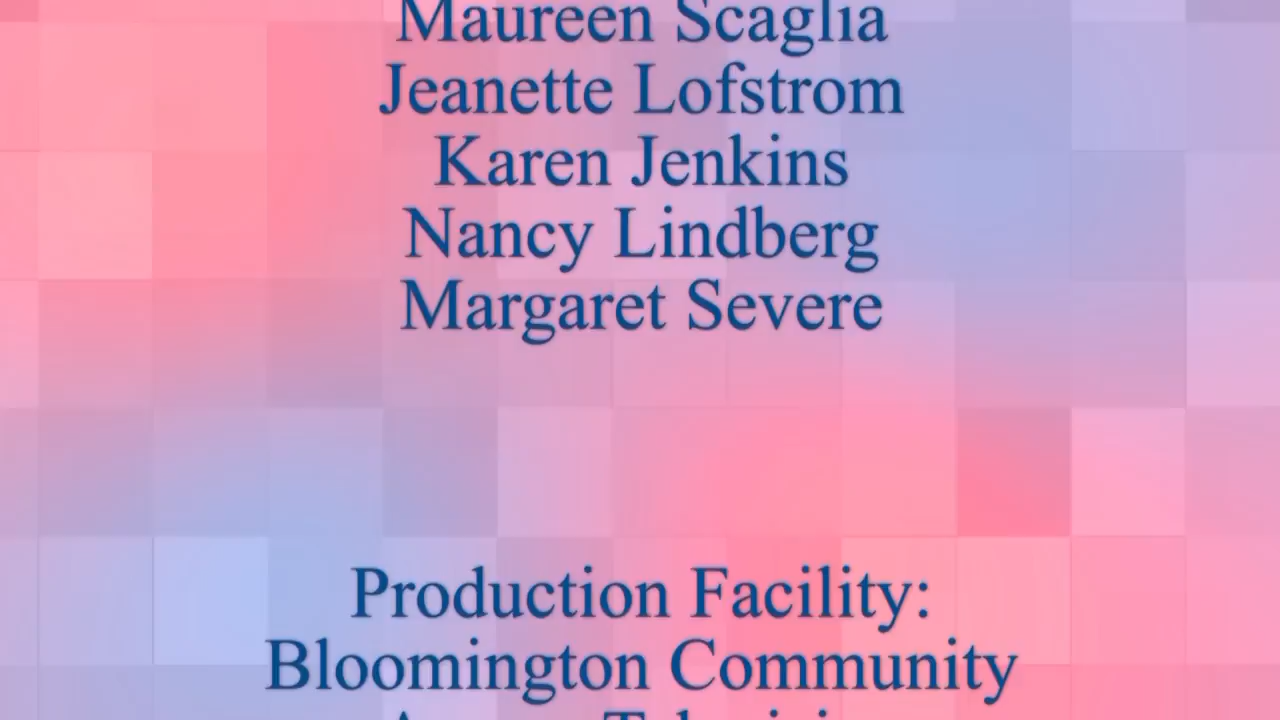 Maureen Scaglia
Jeanette Lofstrom
Karen Jenkins
Nancy Lindberg
Margaret Severe
Production Facility:
Bloomington Community